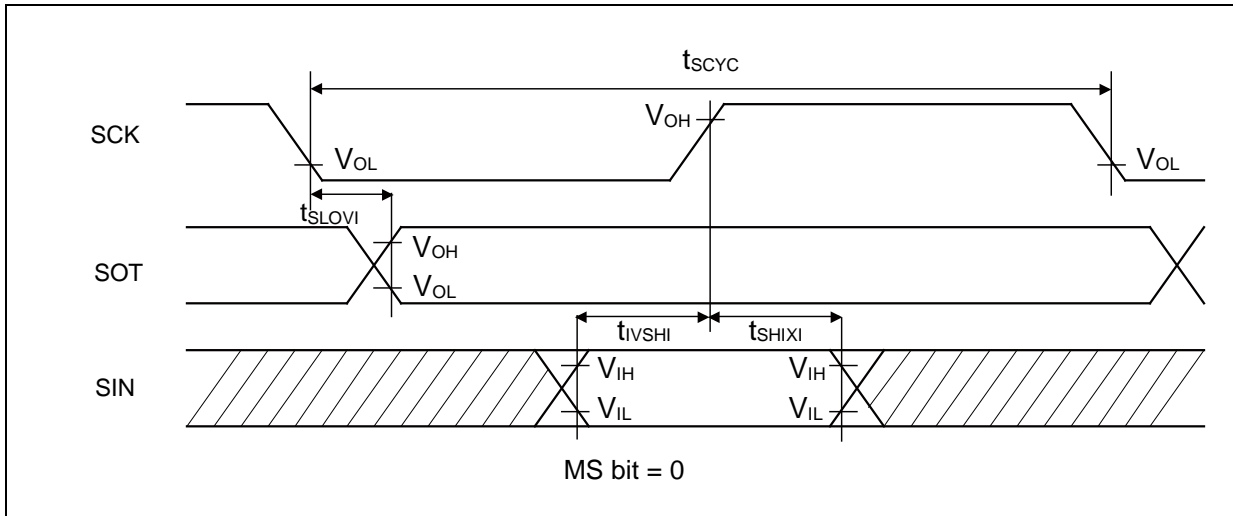 tSCYC
SCK
VOH
VOL
VOL
tSLOVI
SOT
VOH
VOL
tIVSHI
tSHIXI
SIN
VIH
VIH
VIL
VIL
MS bit = 0